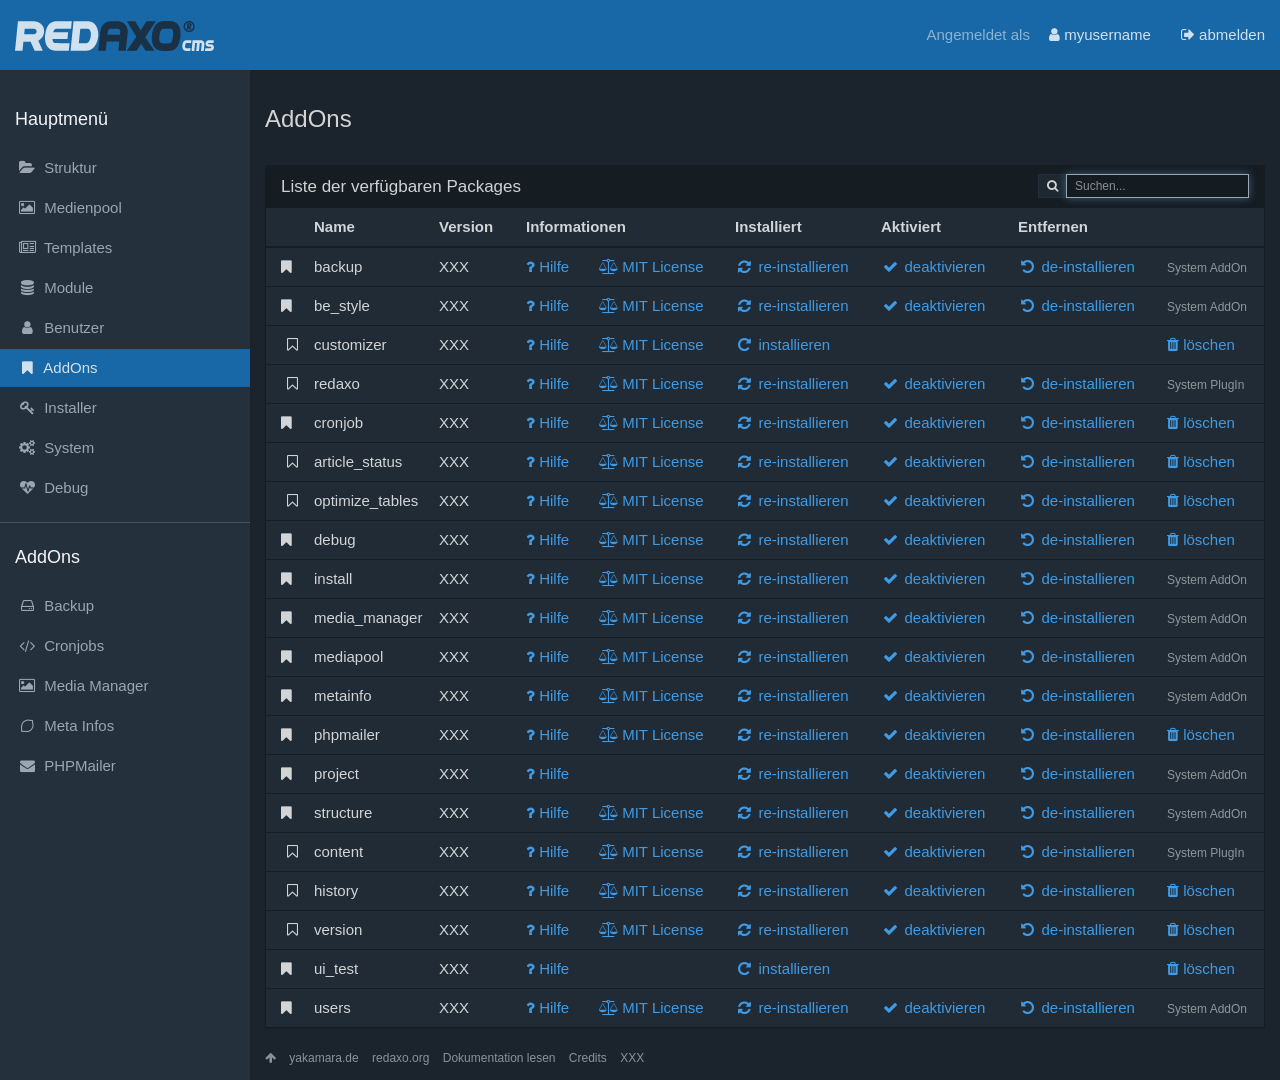 REDAXO® cms
Angemeldet als myusername abmelden
Hauptmenü
Struktur
Medienpool
Templates
Module
Benutzer
AddOns
Installer
System
Debug
AddOns
Backup
Cronjobs
Media Manager
Meta Infos
PHPMailer
AddOns
Liste der verfügbaren Packages Suchen...
Name Version Informationen Installiert Aktiviert Entfernen
backup XXX ? Hilfe MIT License re-installieren deaktivieren de-installieren System AddOn
be_style XXX ? Hilfe MIT License re-installieren deaktivieren de-installieren System AddOn
customizer XXX ? Hilfe MIT License installieren löschen
redaxo XXX ? Hilfe MIT License re-installieren deaktivieren de-installieren System PlugIn
cronjob XXX ? Hilfe MIT License re-installieren deaktivieren de-installieren löschen
article_status XXX ? Hilfe MIT License re-installieren deaktivieren de-installieren löschen
optimize_tables XXX ? Hilfe MIT License re-installieren deaktivieren de-installieren löschen
debug XXX ? Hilfe MIT License re-installieren deaktivieren de-installieren löschen
install XXX ? Hilfe MIT License re-installieren deaktivieren de-installieren System AddOn
media_manager XXX ? Hilfe MIT License re-installieren deaktivieren de-installieren System AddOn
mediapool XXX ? Hilfe MIT License re-installieren deaktivieren de-installieren System AddOn
metainfo XXX ? Hilfe MIT License re-installieren deaktivieren de-installieren System AddOn
phpmailer XXX ? Hilfe MIT License re-installieren deaktivieren de-installieren löschen
project XXX ? Hilfe re-installieren deaktivieren de-installieren System AddOn
structure XXX ? Hilfe MIT License re-installieren deaktivieren de-installieren System AddOn
content XXX ? Hilfe MIT License re-installieren deaktivieren de-installieren System PlugIn
history XXX ? Hilfe MIT License re-installieren deaktivieren de-installieren löschen
version XXX ? Hilfe MIT License re-installieren deaktivieren de-installieren löschen
ui_test XXX ? Hilfe installieren löschen
users XXX ? Hilfe MIT License re-installieren deaktivieren de-installieren System AddOn
yakamara.de redaxo.org Dokumentation lesen Credits XXX